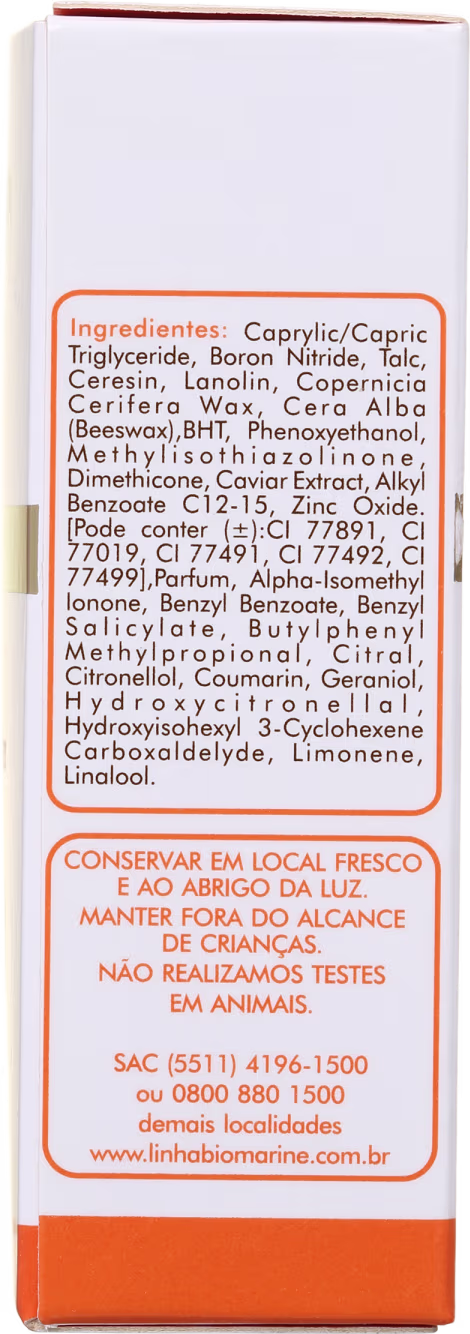 Ingredientes: Caprylic/Capric
Triglyceride, Boron Nitride, Talc,
Ceresin, Lanolin, Copernicia
Cerifera Wax, Cera Alba
(Beeswax),BHT, Phenoxyethanol,
Methylisothiazolinone,
Dimethicone, Caviar Extract, Alkyl
Benzoate C12-15, Zinc Oxide.
[Pode conter (±):CI 77891, CI
77019, CI 77491, CI 77492, CI
77499],Parfum, Alpha-Isomethyl
Ionone, Benzyl Benzoate, Benzyl
Salicylate, Butylphenyl
Methylpropional, Citral,
Citronellol, Coumarin, Geraniol,
Hydroxycitronellal,
Hydroxyisohexyl 3-Cyclohexene
Carboxaldelyde, Limonene,
Linalool.
CONSERVAR EM LOCAL FRESCO
E AO ABRIGO DA LUZ.
MANTER FORA DO ALCANCE
DE CRIANÇAS.
NÃO REALIZAMOS TESTES
EM ANIMAIS.
SAC (5511) 4196-1500
ou 0800 880 1500
demais localidades
www.linhabiomarine.com.br